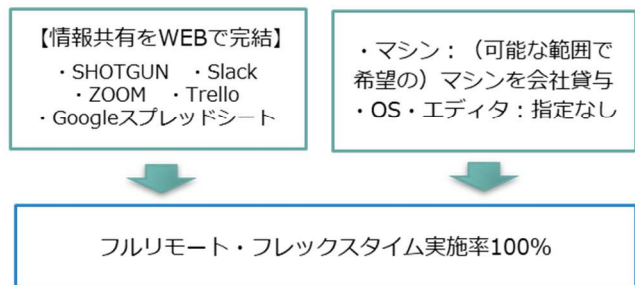 【情報共有をWEBで完結】
・SHOTGUN ・Slack
・ZOOM ・Trello
・Googleスプレッドシート
・マシン：（可能な範囲で
希望の）マシンを会社貸与
・OS・エディタ：指定なし
フルリモート・フレックスタイム実施率100%